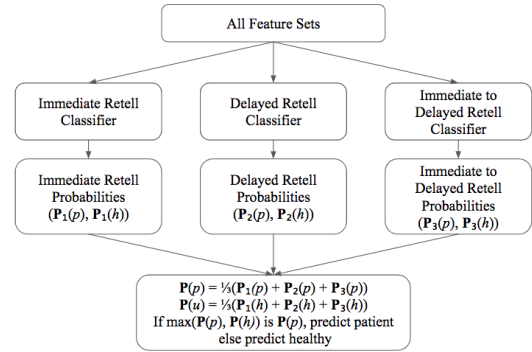 All Feature Sets
Immediate Retell
Classifier
Delayed Retell
Classifier
Immediate to
Delayed Retell
Classifier
Immediate Retell
Probabilities
(P₁(p), P₁(h))
Delayed Retell
Probabilities
(P₂(p), P₂(h))
Immediate to
Delayed Retell
Probabilities
(P₃(p), P₃(h))
P(p) = ⅓(P₁(p) + P₂(p) + P₃(p))
P(u) = ⅓(P₁(h) + P₂(h) + P₃(h))
If max(P(p), P(h)) is P(p), predict patient
else predict healthy